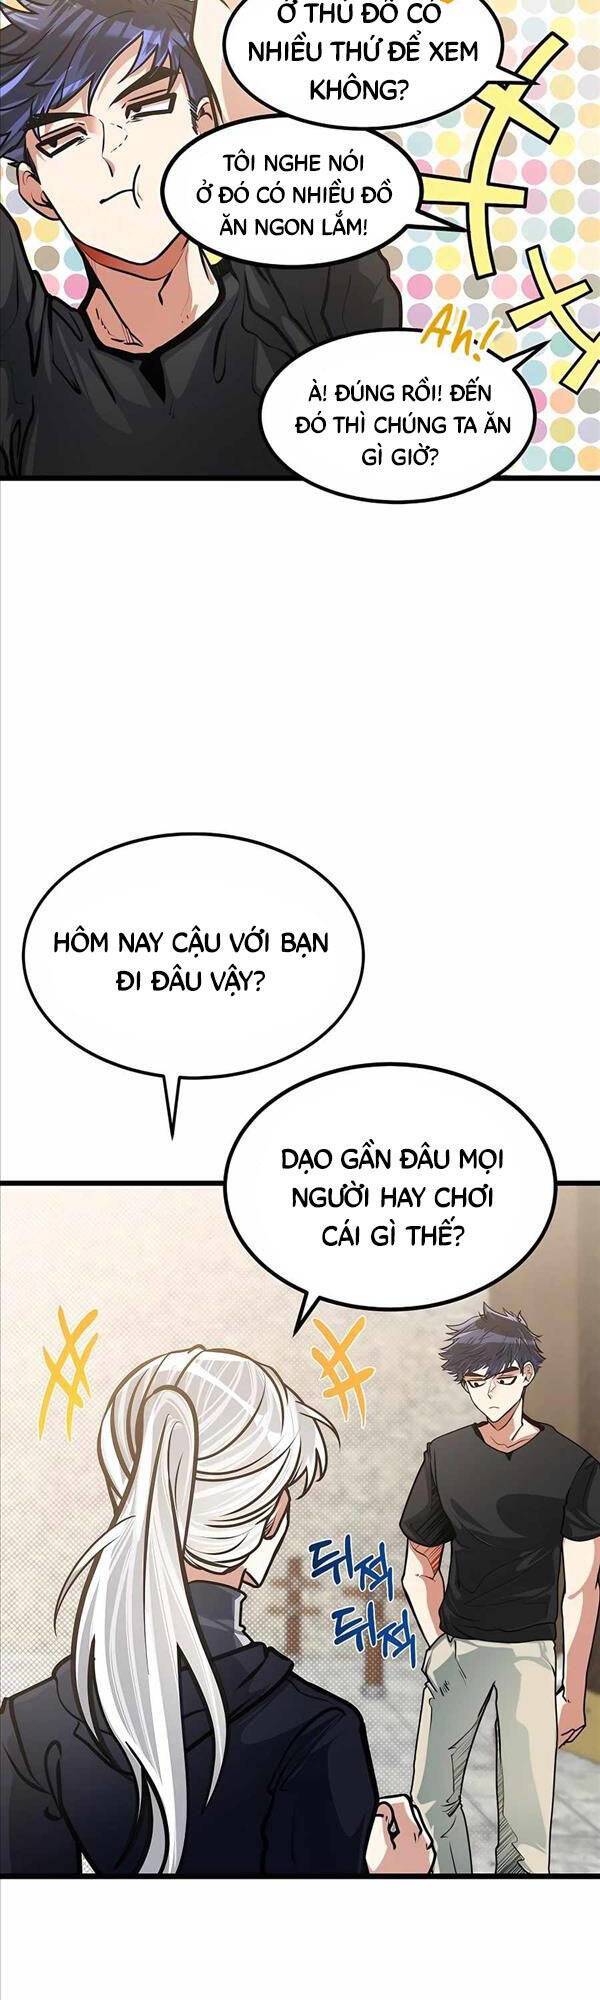 Ở THỦ ĐÔ CÓ
NHIỀU THỨ ĐỂ XEM
KHÔNG?
TÔI NGHE NÓI
Ở ĐÓ CÓ NHIỀU ĐỒ
ĂN NGON LẮM!
Ah!
À! ĐÚNG RỒI! ĐẾN
ĐÓ THÌ CHÚNG TA ĂN
GÌ GIỜ?
HÔM NAY CẬU VỚI BẠN
ĐI ĐÂU VẬY?
DẠO GẦN ĐÂU MỌI
NGƯỜI HAY CHƠI
CÁI GÌ THẾ?
뒤적
뒤적